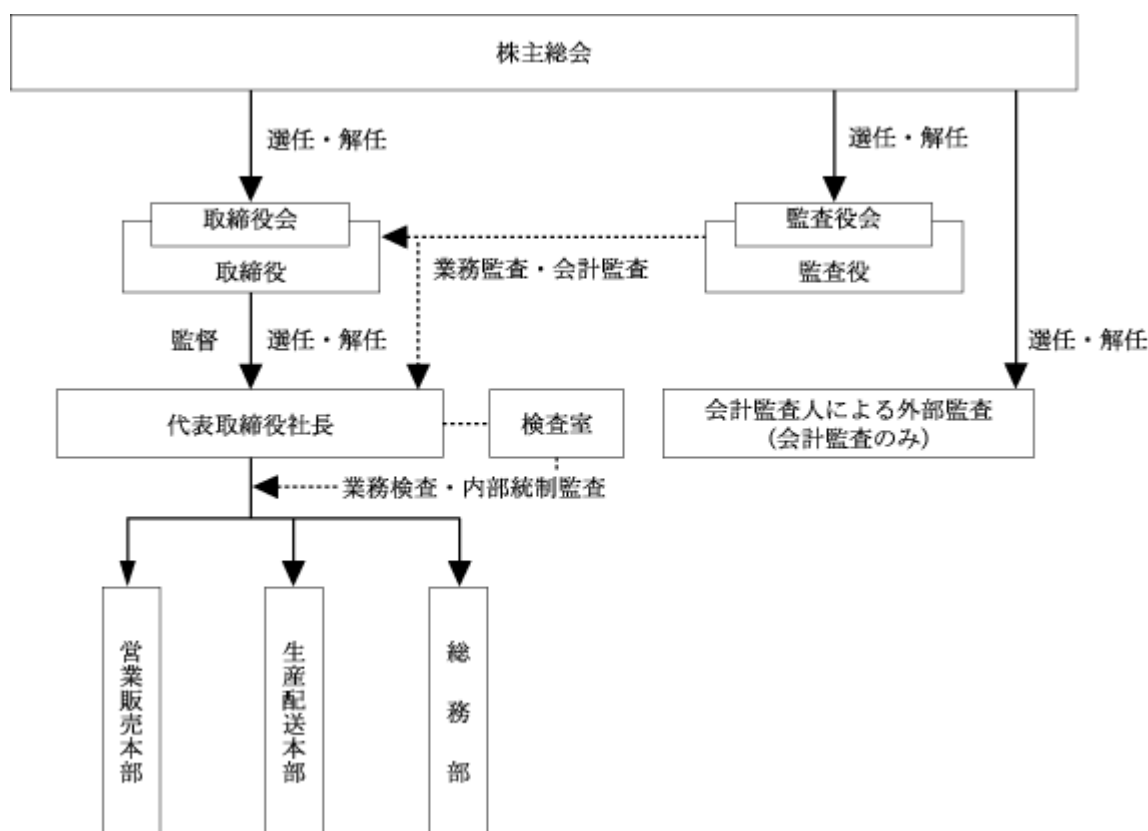 株主総会
選任・解任
選任・解任
取締役会
監査役会
取締役
業務監査・会計監査
監査役
監督
選任・解任
選任・解任
代表取締役社長
検査室
会計監査人による外部監査
(会計監査のみ)
業務検査・内部統制監査
営業販売本部
生産配送本部
総務部